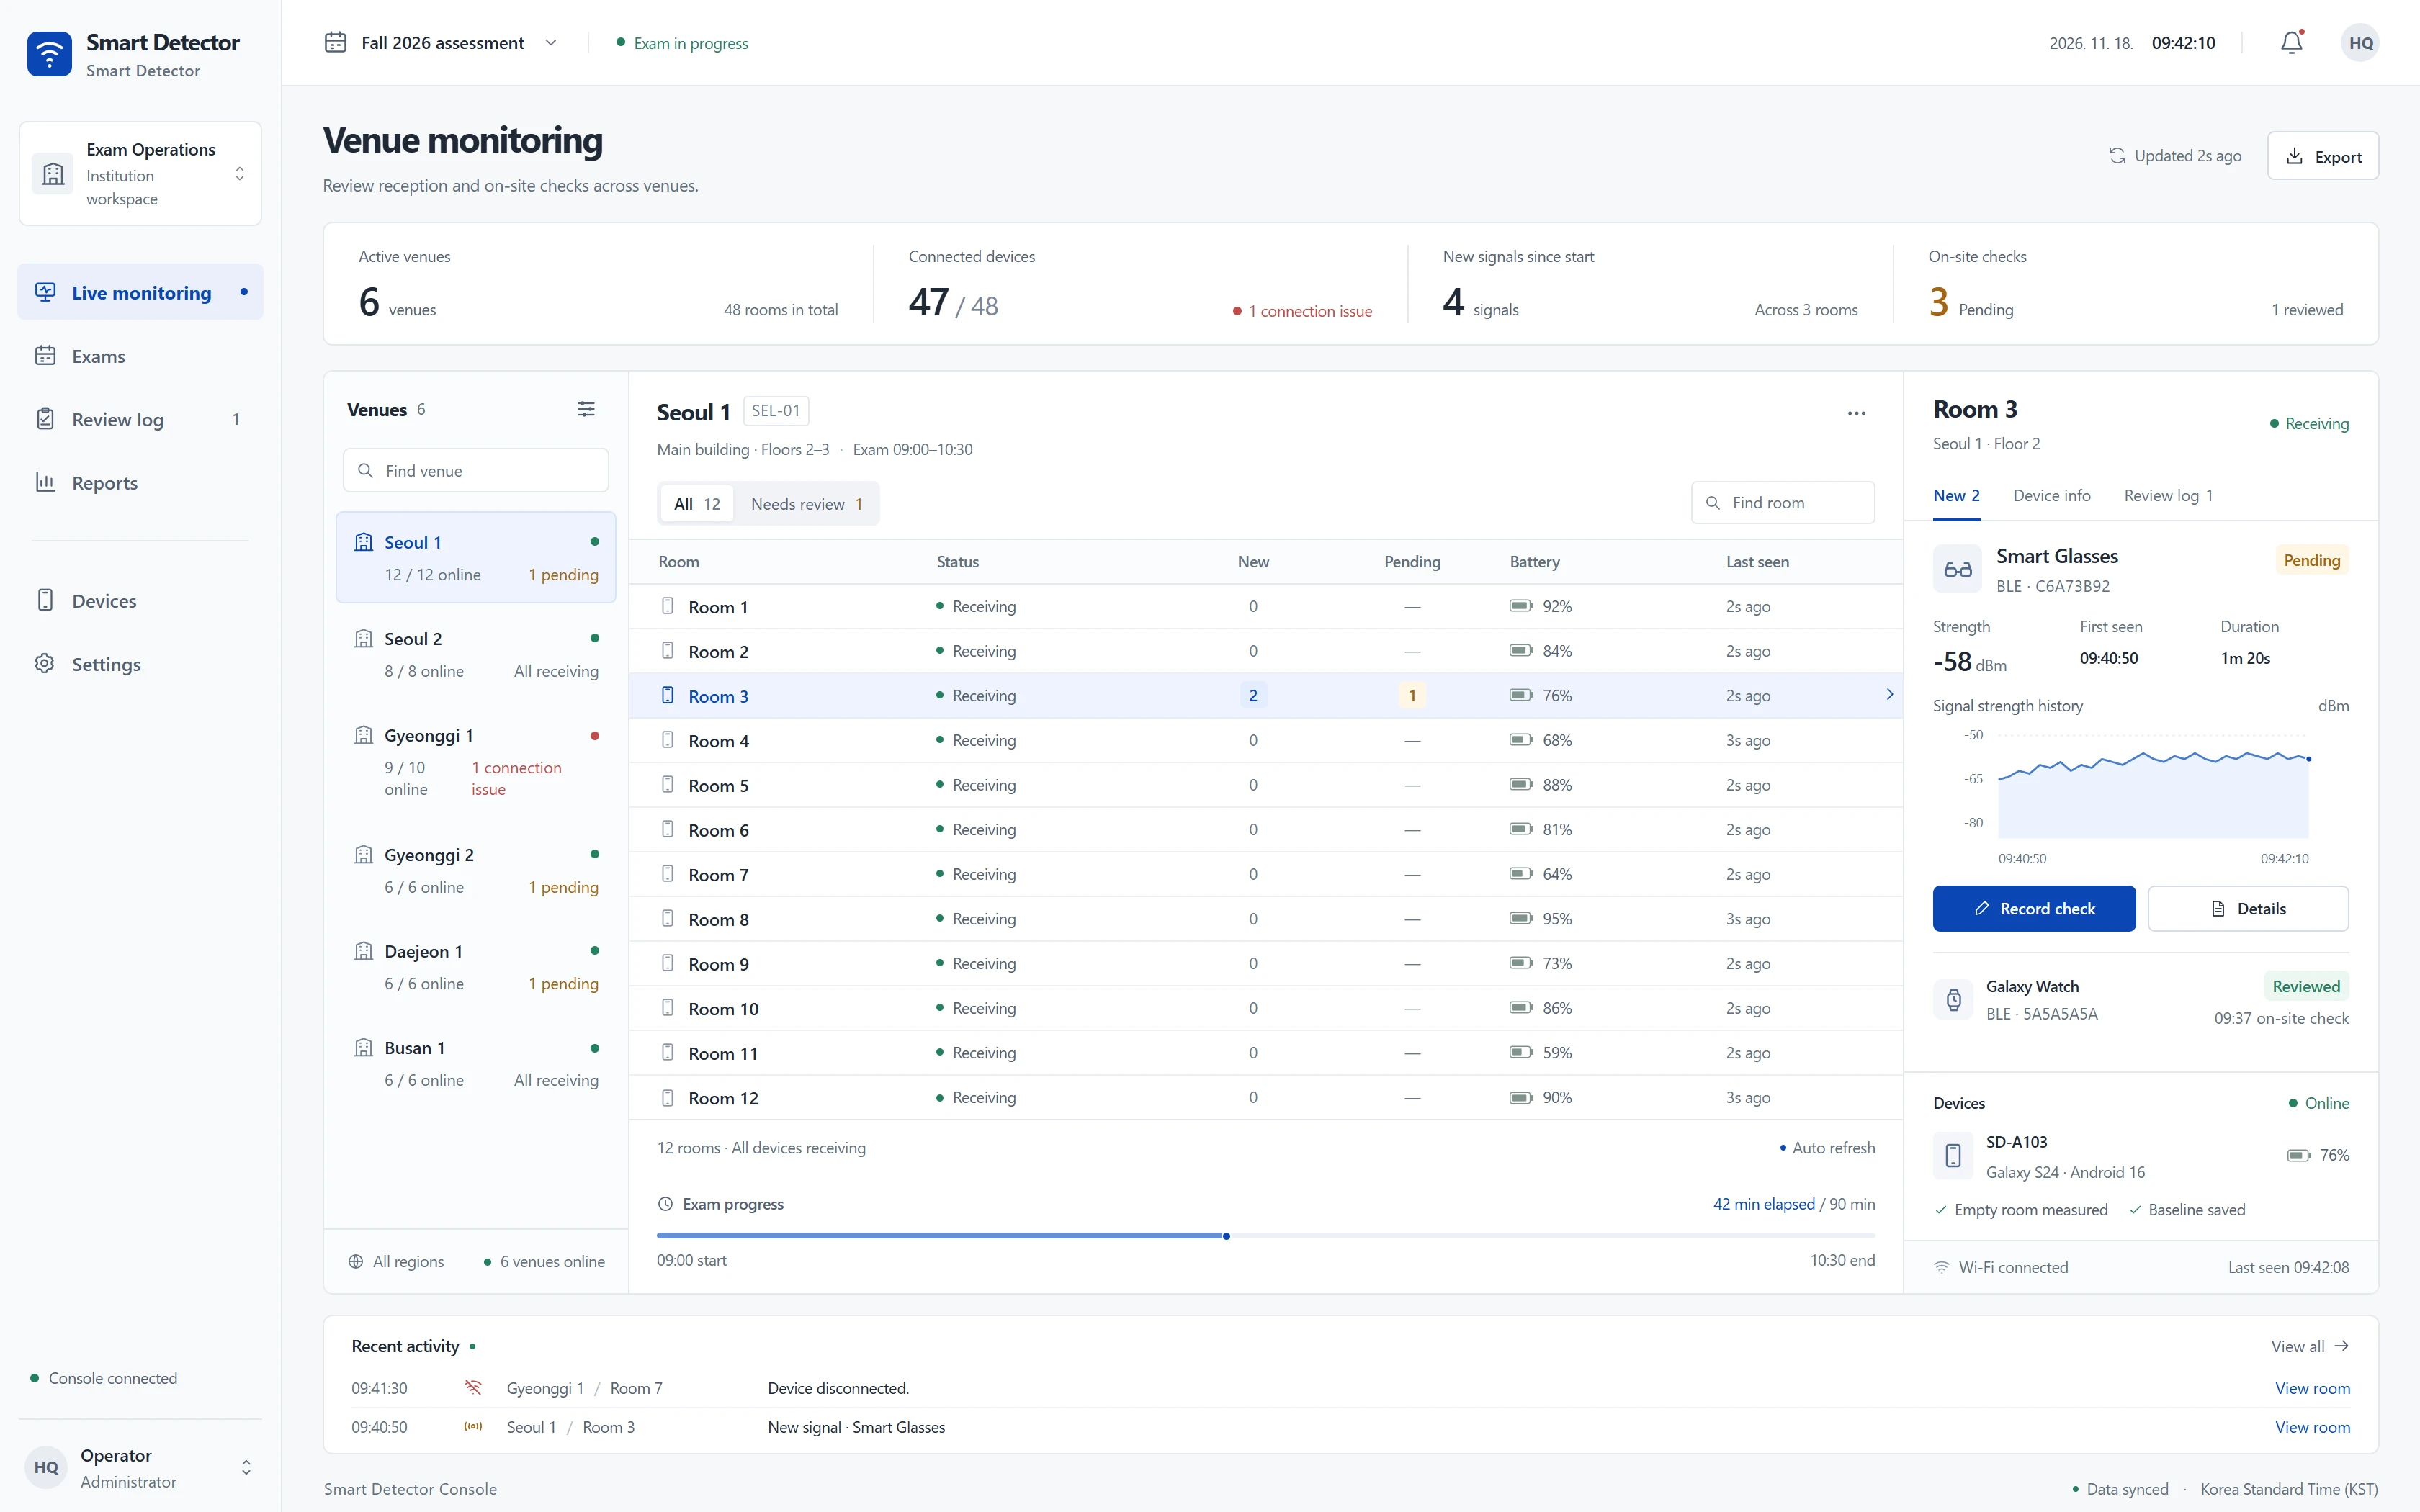 Smart Detector
Smart Detector
Exam Operations
Institution
workspace
Live monitoring
Exams
Review log 1
Reports
Devices
Settings
Console connected
HQ
Operator
Administrator
Fall 2026 assessment
Exam in progress
2026. 11. 18. 09:42:10
HQ
Venue monitoring
Review reception and on-site checks across venues.
Updated 2s ago
Export
Active venues
6 venues
48 rooms in total
Connected devices
47 / 48
1 connection issue
New signals since start
4 signals
Across 3 rooms
On-site checks
3 Pending
1 reviewed
Venues 6
Find venue
Seoul 1
12 / 12 online 1 pending
Seoul 2
8 / 8 online All receiving
Gyeonggi 1
9 / 10
online
1 connection
issue
Gyeonggi 2
6 / 6 online 1 pending
Daejeon 1
6 / 6 online 1 pending
Busan 1
6 / 6 online All receiving
All regions 6 venues online
Seoul 1 SEL-01
Main building · Floors 2–3 · Exam 09:00–10:30
All 12 Needs review 1
Find room
Room Status New Pending Battery Last seen
Room 1 Receiving 0 — 92% 2s ago
Room 2 Receiving 0 — 84% 2s ago
Room 3 Receiving 2 1 76% 2s ago
Room 4 Receiving 0 — 68% 3s ago
Room 5 Receiving 0 — 88% 2s ago
Room 6 Receiving 0 — 81% 2s ago
Room 7 Receiving 0 — 64% 2s ago
Room 8 Receiving 0 — 95% 3s ago
Room 9 Receiving 0 — 73% 2s ago
Room 10 Receiving 0 — 86% 2s ago
Room 11 Receiving 0 — 59% 2s ago
Room 12 Receiving 0 — 90% 3s ago
12 rooms · All devices receiving
Auto refresh
Exam progress
42 min elapsed / 90 min
09:00 start
10:30 end
Room 3
Receiving
Seoul 1 · Floor 2
New 2 Device info Review log 1
Smart Glasses
Pending
BLE · C6A73B92
Strength First seen Duration
-58 dBm 09:40:50 1m 20s
Signal strength history dBm
-50
-65
-80
09:40:50 09:42:10
Record check
Details
Galaxy Watch
Reviewed
BLE · 5A5A5A5A
09:37 on-site check
Devices
Online
SD-A103
Galaxy S24 · Android 16
76%
Empty room measured Baseline saved
Wi-Fi connected
Last seen 09:42:08
Recent activity
View all
09:41:30 Gyeonggi 1 / Room 7 Device disconnected. View room
09:40:50 Seoul 1 / Room 3 New signal · Smart Glasses View room
Smart Detector Console
Data synced · Korea Standard Time (KST)